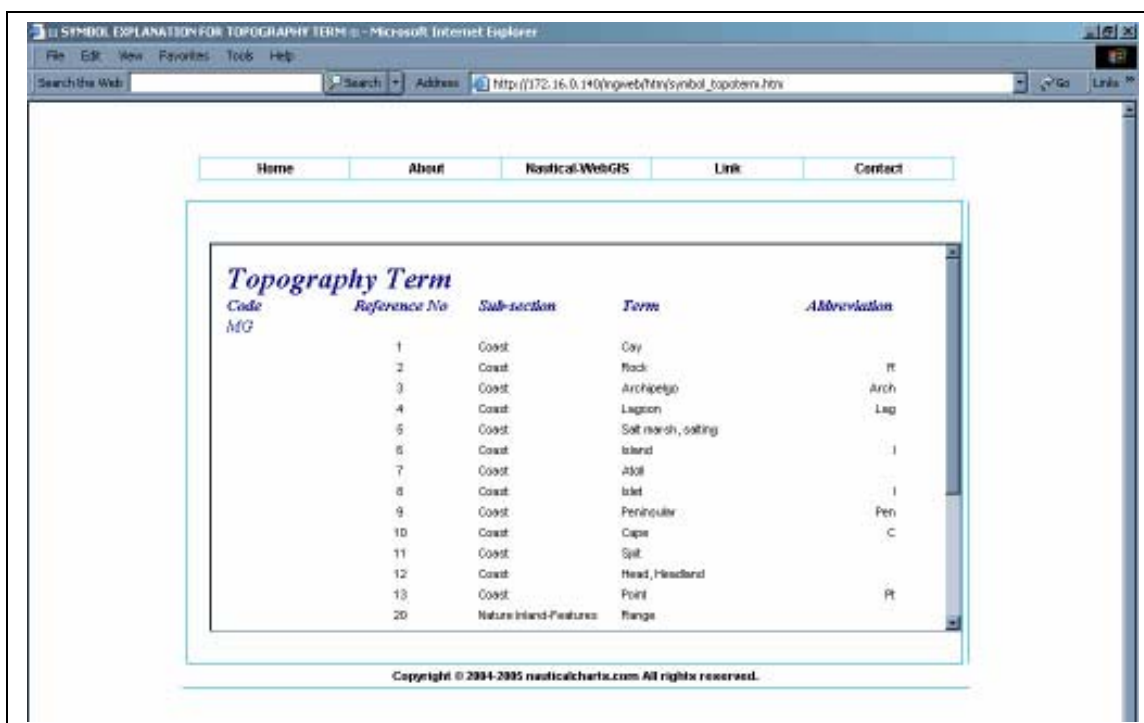 ::: SYMBOL EXPLANATION FOR TOPOGRAPHY TERM ::: - Microsoft Internet Explorer
File Edit View Favorites Tools Help
Search the Web Search Address http://172.16.0.140/mgweb/htm/symbol_topoterm.htm Go Links »
Home About Nautical-WebGIS Link Contact
Topography Term
Code Reference No Sub-section Term Abbreviation
MG
1 Coast Cay
2 Coast Rock
3 Coast Archipelgo Arch
4 Coast Lagoon Lag
5 Coast Salt marsh, salting
6 Coast Island I
7 Coast Atoll
8 Coast Islet I
9 Coast Peninsular Pen
10 Coast Cape C
11 Coast Spit
12 Coast Head, Headland
13 Coast Point Pt
20 Nature Inland-Features Range
Copyright © 2004-2005 nauticalcharts.com All rights reserved.